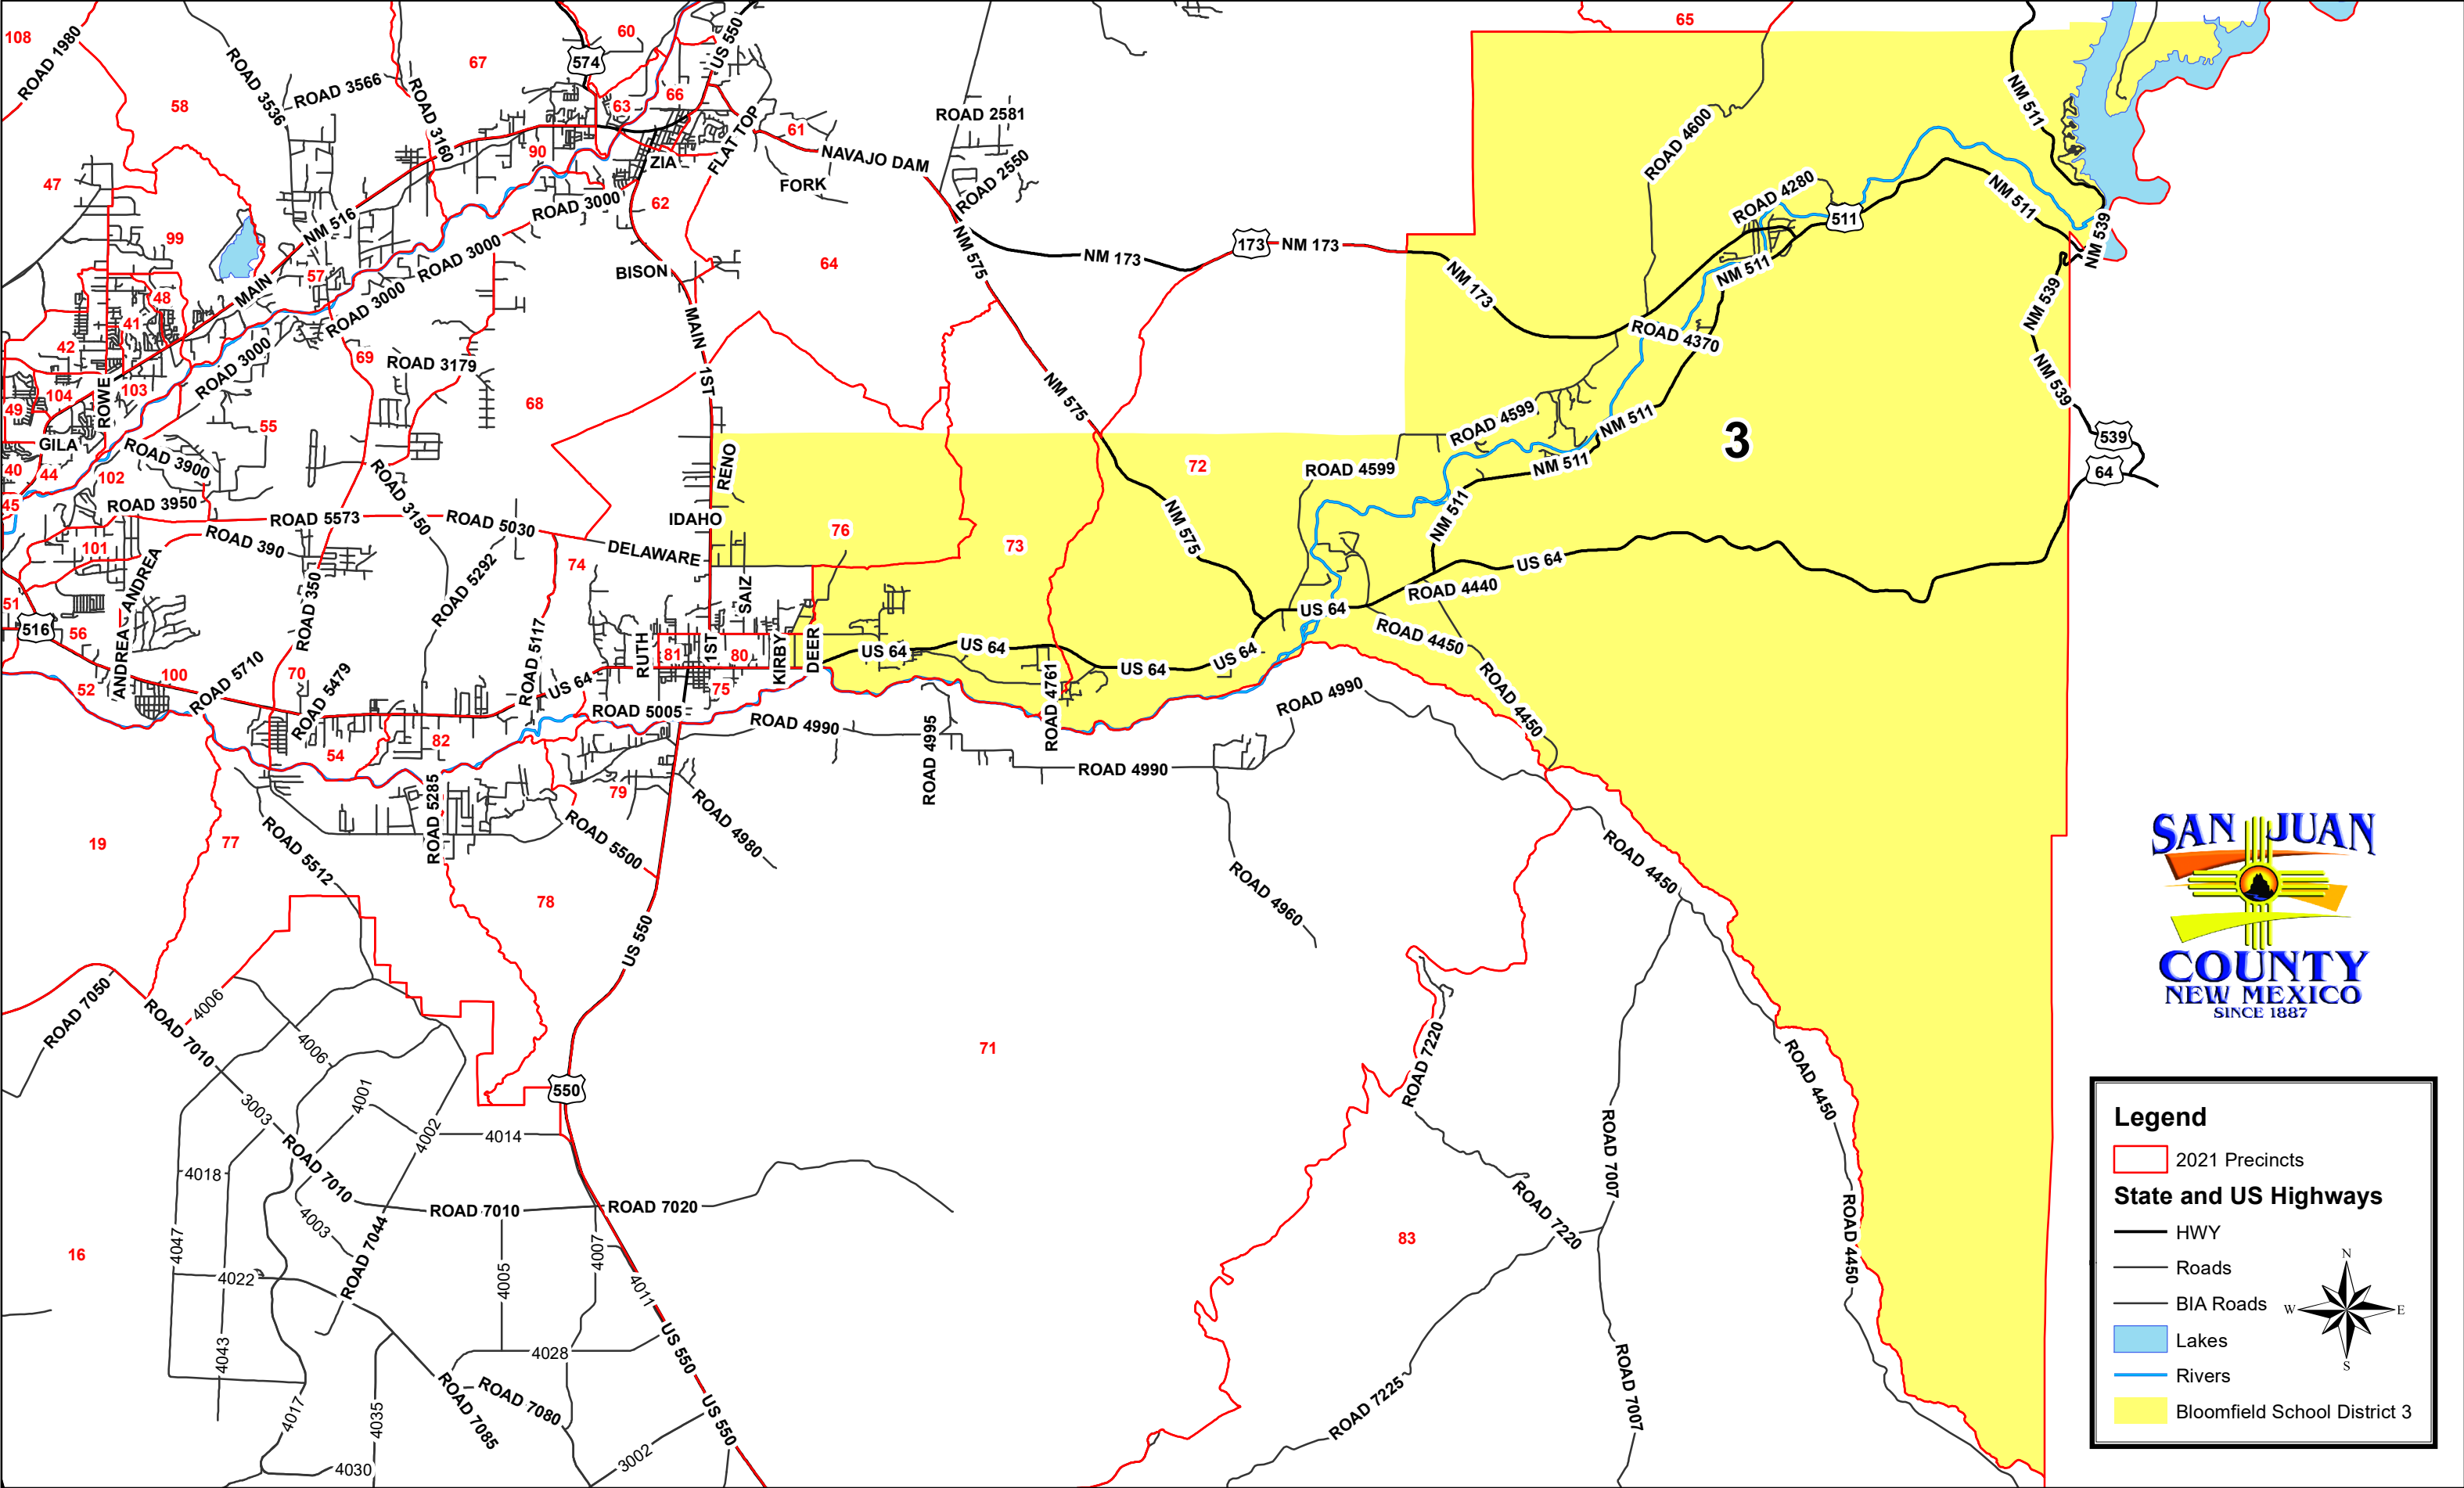 108
ROAD 1980
ROAD 3536
58
ROAD 3566
ROAD 3160
67
574
60
63
66
US 550
FLAT TOP
61
NAVAJO DAM
FORK
ZIA
90
62
ROAD 2581
ROAD 2550
65
ROAD 4600
NM 511
ROAD 4280
511
NM 511
NM 539
47
99
NM 516
MAIN
57
ROAD 3000
ROAD 3000
ROAD 3000
ROAD 3000
BISON
64
NM 575
NM 173
173
NM 173
NM 173
NM 511
ROAD 4370
NM 539
NM 539
539
64
48
41
42
104
103
49
ROWE
GILA
40
44
45
102
69
ROAD 3179
68
55
ROAD 3900
ROAD 3950
ROAD 3150
MAIN
1ST
RENO
IDAHO
NM 575
72
ROAD 4599
ROAD 4599
NM 511
NM 511
NM 511
3
ROAD 5573
ROAD 5030
ROAD 390
101
ANDREA
ANDREA
ROAD 350
ROAD 5292
74
DELAWARE
76
73
NM 575
US 64
ROAD 4440
US 64
ROAD 4450
51
516
56
100
52
ROAD 5710
70
ROAD 5479
ROAD 5117
US 64
RUTH
81
1ST
80
SAIZ
KIRBY
DEER
75
US 64
US 64
US 64
US 64
ROAD 4761
ROAD 5005
ROAD 4990
ROAD 4995
ROAD 4990
ROAD 4990
ROAD 4450
54
82
ROAD 5285
79
ROAD 5500
ROAD 4980
ROAD 4960
ROAD 4450
19
77
ROAD 5512
78
US 550
SAN JUAN
COUNTY
NEW MEXICO
SINCE 1887
ROAD 7050
ROAD 7010
4006
4006
3003
4001
4002
4014
550
71
ROAD 7220
ROAD 4450
ROAD 7007
ROAD 7220
4018
ROAD 7010
4003
ROAD 7044
ROAD 7010
ROAD 7020
83
ROAD 4450
16
4047
4022
4005
4007
4011
4043
4028
US 550
ROAD 7080
ROAD 7085
4017
4035
4030
3002
US 550
ROAD 7225
ROAD 7007
Legend
2021 Precincts
State and US Highways
HWY
Roads
BIA Roads
Lakes
Rivers
Bloomfield School District 3
N
W
E
S